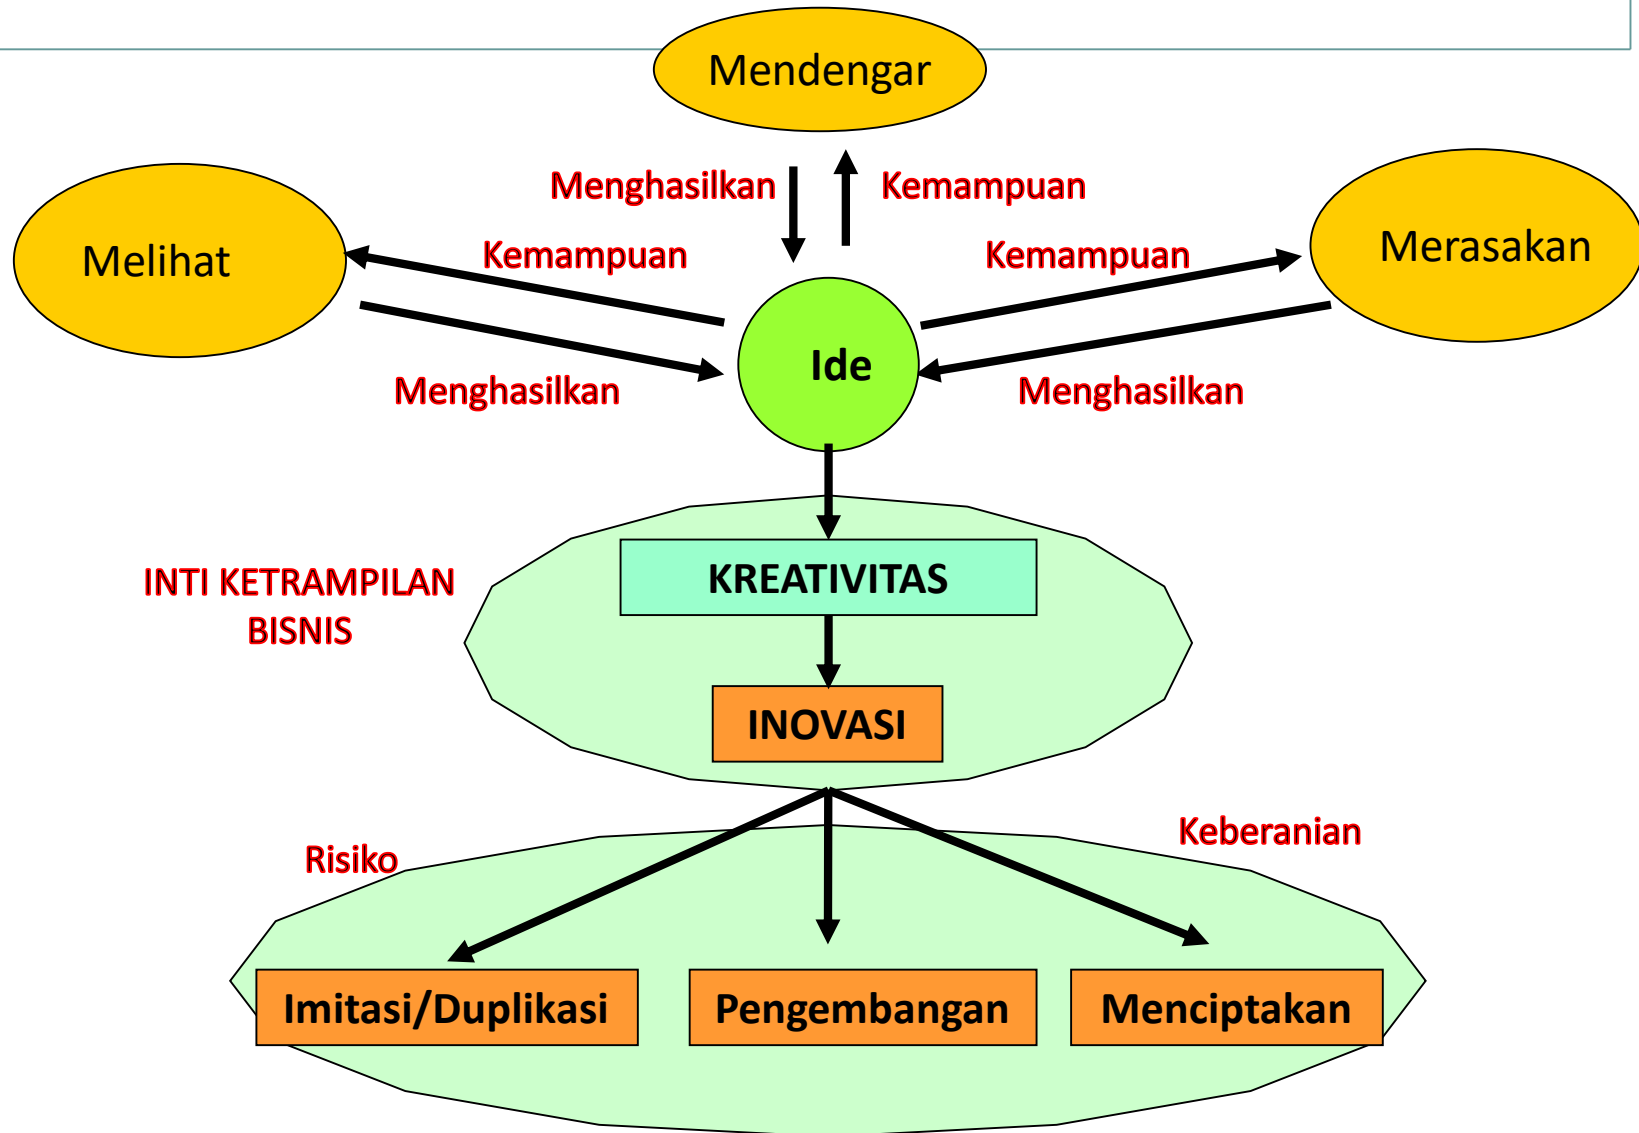 Mendengar
Menghasilkan
Kemampuan
Melihat
Kemampuan
Kemampuan
Merasakan
Ide
Menghasilkan
Menghasilkan
INTI KETRAMPILAN
BISNIS
KREATIVITAS
INOVASI
Risiko
Keberanian
Imitasi/Duplikasi
Pengembangan
Menciptakan